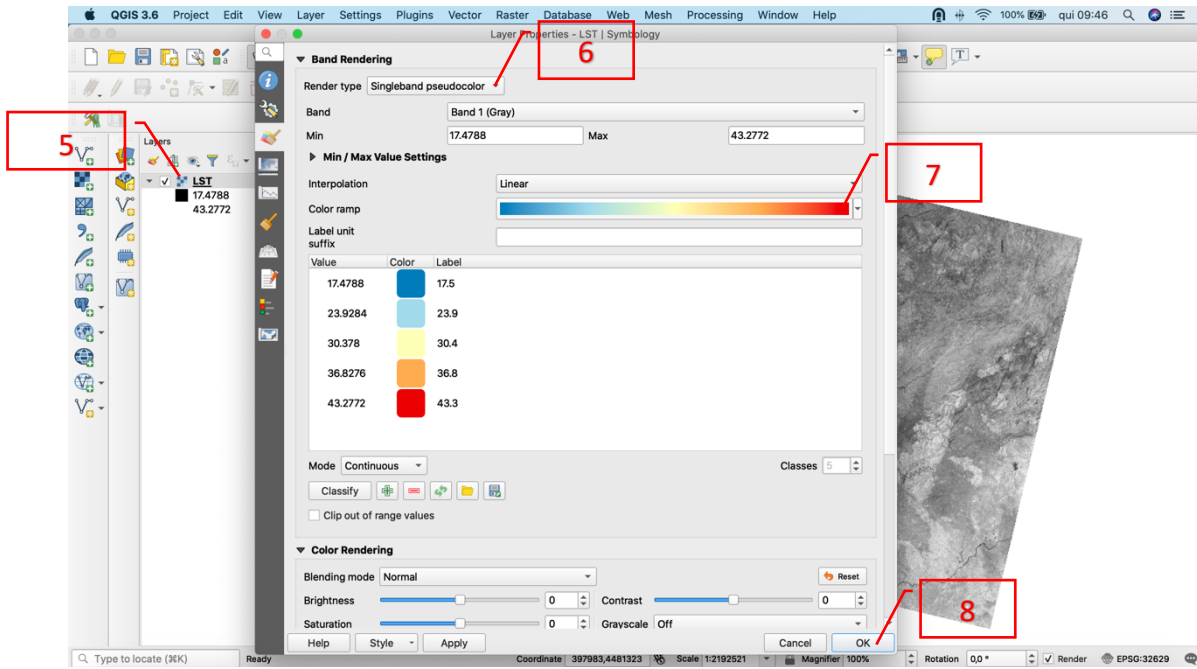 QGIS 3.6 Project Edit View Layer Settings Plugins Vector Raster Database Web Mesh Processing Window Help 100% qui 09:46
Layer Properties - LST | Symbology
5
6
7
8
Layers
LST
17.4788
43.2772
Band Rendering
Render type Singleband pseudocolor
Band Band 1 (Gray)
Min 17.4788 Max 43.2772
Min / Max Value Settings
Interpolation Linear
Color ramp
Label unit
suffix
Value Color Label
17.4788 17.5
23.9284 23.9
30.378 30.4
36.8276 36.8
43.2772 43.3
Mode Continuous Classes 5
Classify
Clip out of range values
Color Rendering
Blending mode Normal Reset
Brightness 0 Contrast 0
Saturation 0 Grayscale Off
Help Style Apply Cancel OK
Type to locate (⌘K) Ready Coordinate 397983,4481323 Scale 1:2192521 Magnifier 100% Rotation 0,0 ° Render EPSG:32629